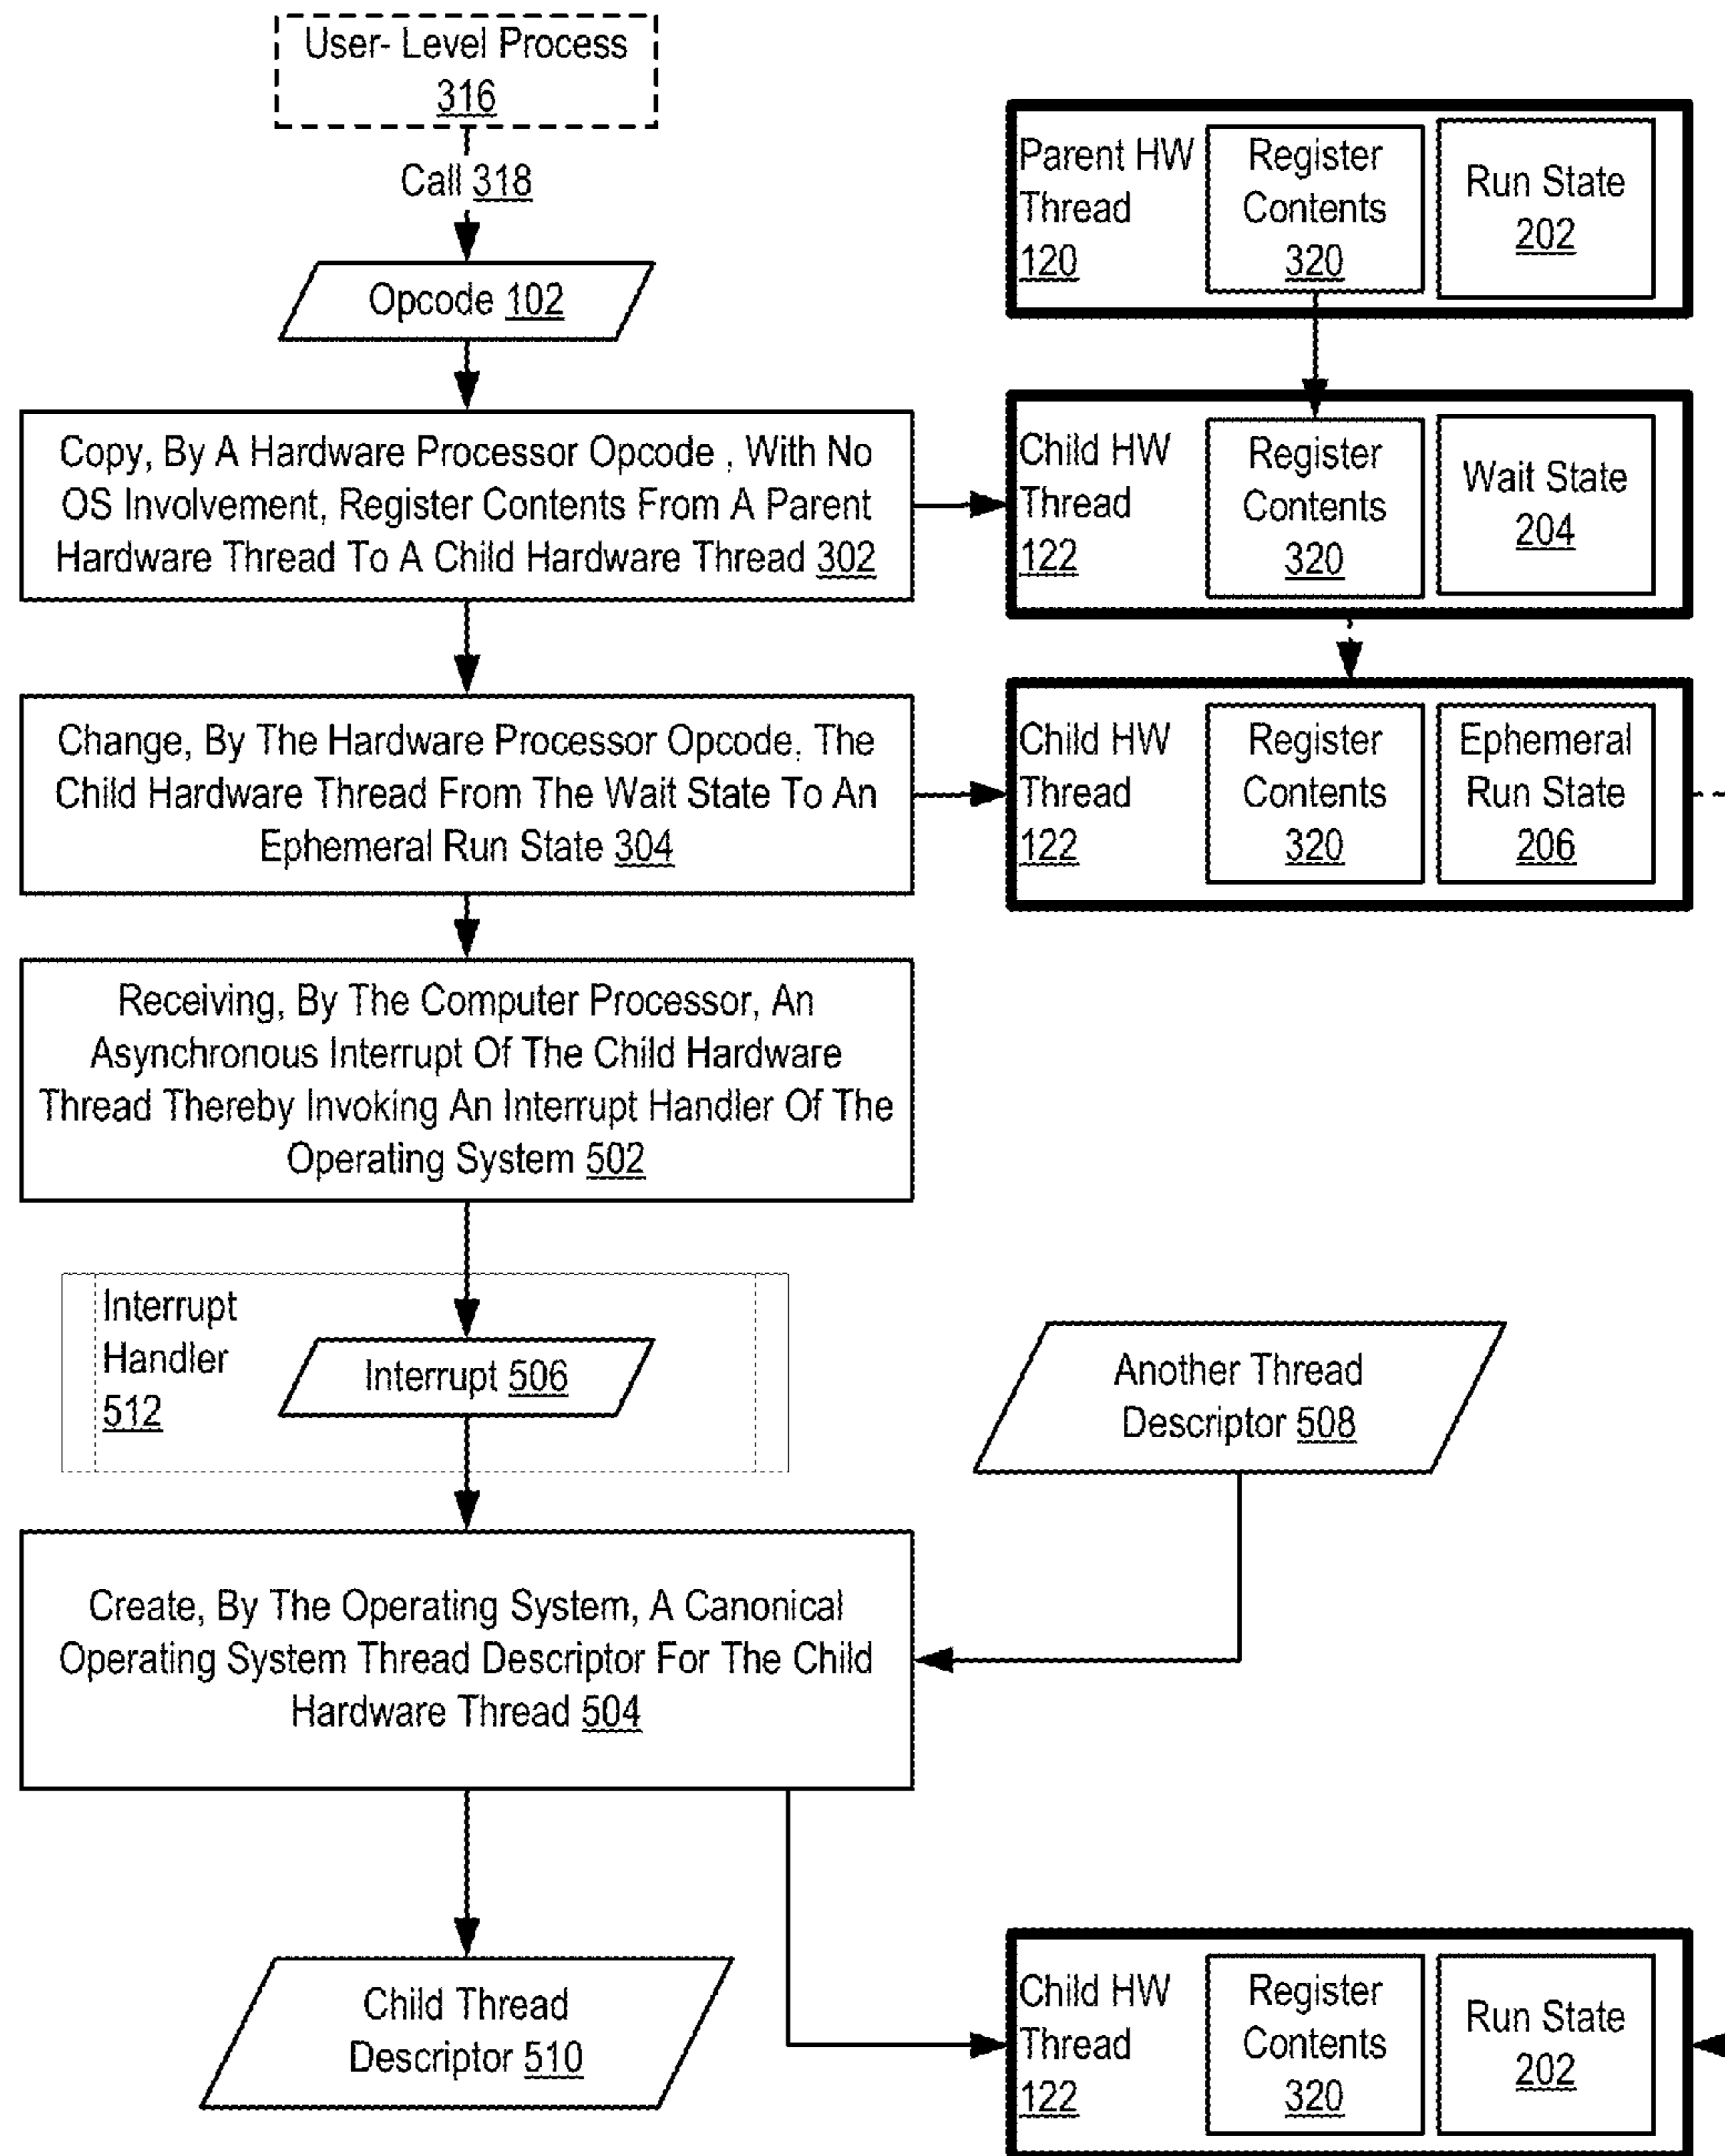 User- Level Process
316
Call 318
Opcode 102
Parent HW
Thread
120
Register
Contents
320
Run State
202
Copy, By A Hardware Processor Opcode , With No
OS Involvement, Register Contents From A Parent
Hardware Thread To A Child Hardware Thread 302
Child HW
Thread
122
Register
Contents
320
Wait State
204
Change, By The Hardware Processor Opcode, The
Child Hardware Thread From The Wait State To An
Ephemeral Run State 304
Child HW
Thread
122
Register
Contents
320
Ephemeral
Run State
206
Receiving, By The Computer Processor, An
Asynchronous Interrupt Of The Child Hardware
Thread Thereby Invoking An Interrupt Handler Of The
Operating System 502
Interrupt
Handler
512
Interrupt 506
Another Thread
Descriptor 508
Create, By The Operating System, A Canonical
Operating System Thread Descriptor For The Child
Hardware Thread 504
Child Thread
Descriptor 510
Child HW
Thread
122
Register
Contents
320
Run State
202